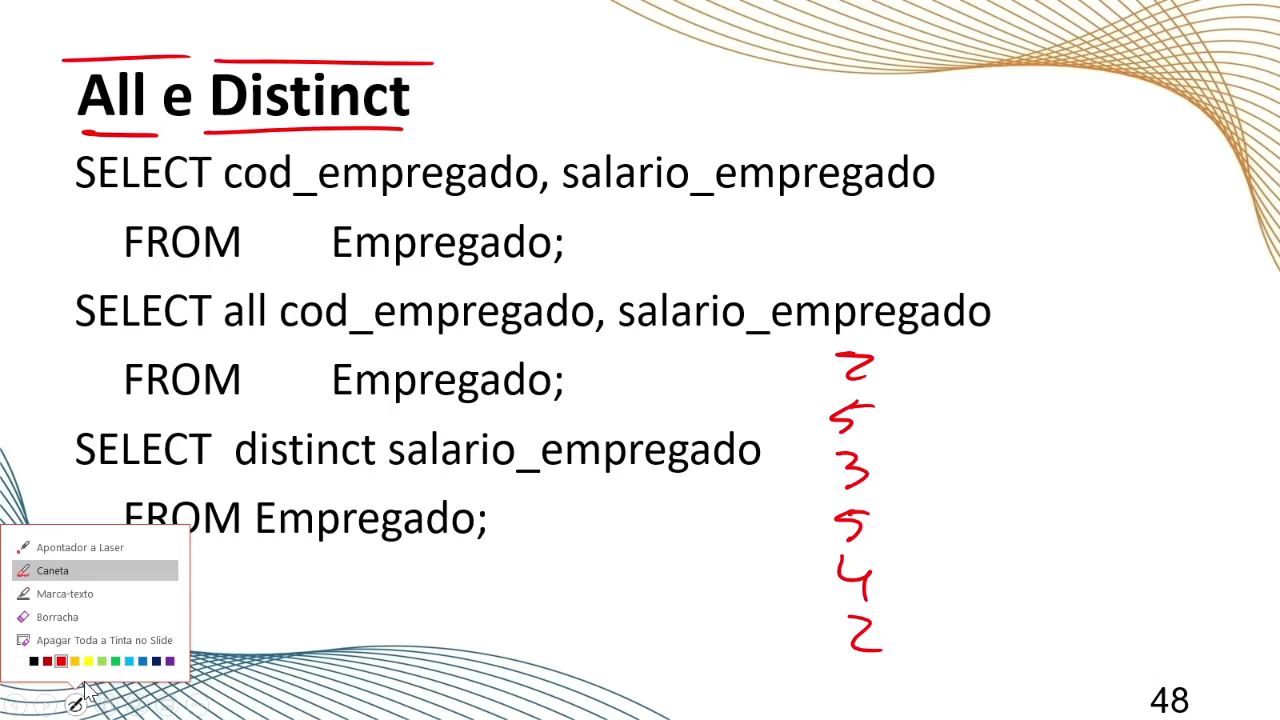 All e Distinct
SELECT cod_empregado, salario_empregado
FROM Empregado;
SELECT all cod_empregado, salario_empregado
FROM Empregado;
SELECT distinct salario_empregado
FROM Empregado;
2
5
3
5
4
2
Apontador a Laser
Caneta
Marca-texto
Borracha
Apagar Toda a Tinta no Slide
48